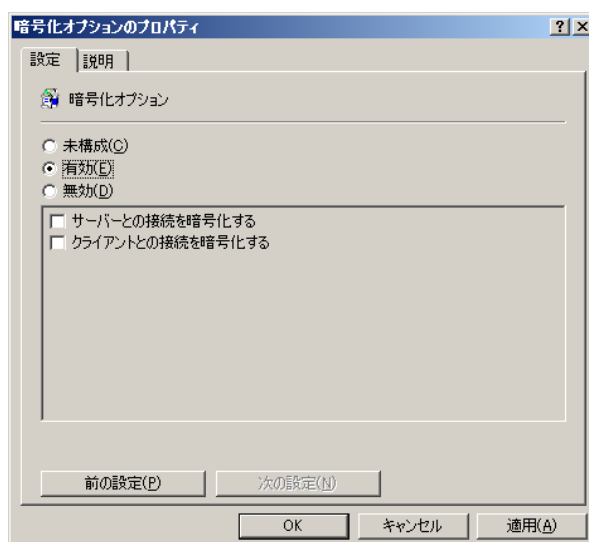 暗号化オプションのプロパティ
設定 説明
暗号化オプション
未構成(C)
有効(E)
無効(D)
サーバーとの接続を暗号化する
クライアントとの接続を暗号化する
前の設定(P) 次の設定(N)
OK キャンセル 適用(A)